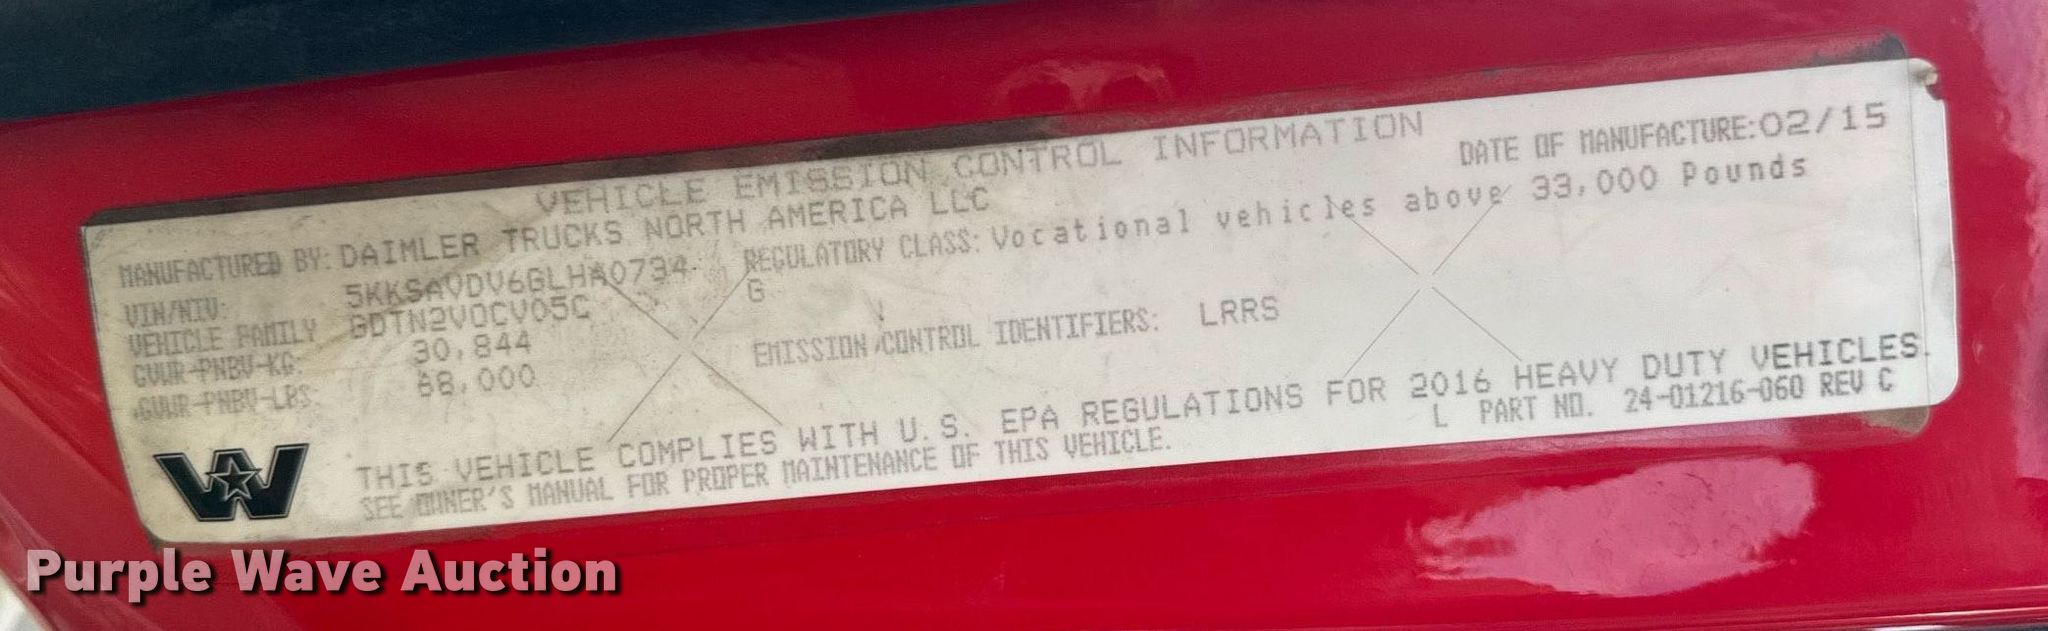 VEHICLE EMISSION CONTROL INFORMATION
MANUFACTURED BY: DAIMLER TRUCKS NORTH AMERICA LLC
DATE OF MANUFACTURE: 02/15
VIN/NIV: 5KKSAVDV6GLHA0734
REGULATORY CLASS: Vocational vehicles above 33,000 Pounds
VEHICLE FAMILY GDTN2VOCV05C
G
GVWR-PNBV-KG: 30,844
EMISSION CONTROL IDENTIFIERS: LRRS
GVWR-PNBV-LBS: 68,000
THIS VEHICLE COMPLIES WITH U.S. EPA REGULATIONS FOR 2016 HEAVY DUTY VEHICLES.
SEE OWNER'S MANUAL FOR PROPER MAINTENANCE OF THIS VEHICLE.
L PART NO. 24-01216-060 REV C
W
Purple Wave Auction